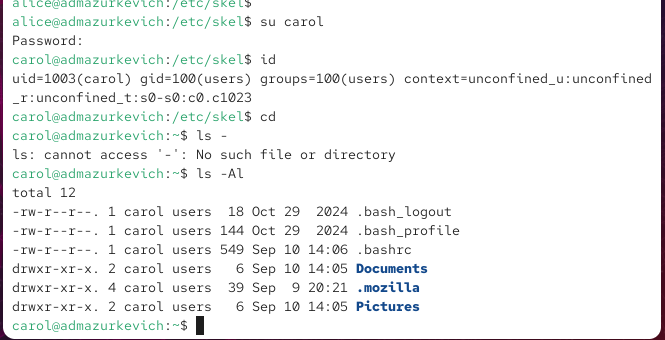 alice@admazurkevich:/etc/skel$
alice@admazurkevich:/etc/skel$ su carol
Password:
carol@admazurkevich:/etc/skel$ id
uid=1003(carol) gid=100(users) groups=100(users) context=unconfined_u:unconfined
_r:unconfined_t:s0-s0:c0.c1023
carol@admazurkevich:/etc/skel$ cd
carol@admazurkevich:~$ ls -
ls: cannot access '-': No such file or directory
carol@admazurkevich:~$ ls -Al
total 12
-rw-r--r--. 1 carol users  18 Oct 29  2024 .bash_logout
-rw-r--r--. 1 carol users 144 Oct 29  2024 .bash_profile
-rw-r--r--. 1 carol users 549 Sep 10 14:06 .bashrc
drwxr-xr-x. 2 carol users   6 Sep 10 14:05 Documents
drwxr-xr-x. 4 carol users  39 Sep  9 20:21 .mozilla
drwxr-xr-x. 2 carol users   6 Sep 10 14:05 Pictures
carol@admazurkevich:~$